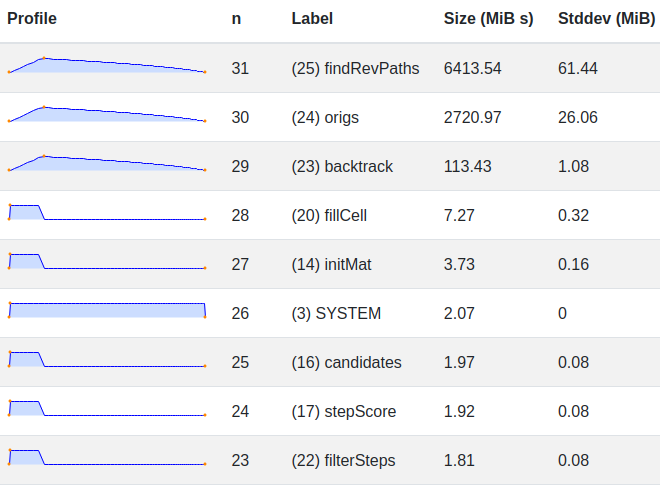 Profile n Label Size (MiB s) Stddev (MiB)
31 (25) findRevPaths 6413.54 61.44
30 (24) origs 2720.97 26.06
29 (23) backtrack 113.43 1.08
28 (20) fillCell 7.27 0.32
27 (14) initMat 3.73 0.16
26 (3) SYSTEM 2.07 0
25 (16) candidates 1.97 0.08
24 (17) stepScore 1.92 0.08
23 (22) filterSteps 1.81 0.08